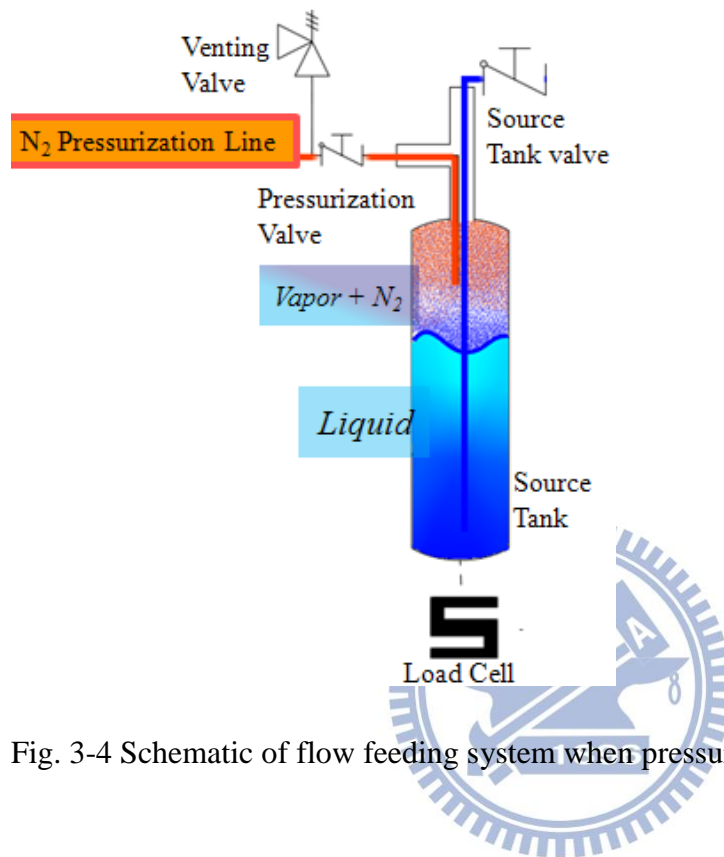 Venting
Valve
N₂ Pressurization Line
Source
Tank valve
Pressurization
Valve
Vapor + N₂
Liquid
Source
Tank
Load Cell
Fig. 3-4 Schematic of flow feeding system when pressu